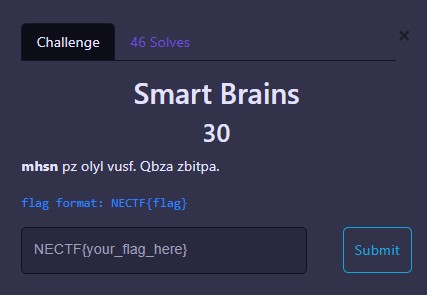 Challenge 46 Solves ×
Smart Brains
30
mhsn pz olyl vusf. Qbza zbitpa.
flag format: NECTF{flag}
NECTF{your_flag_here} Submit